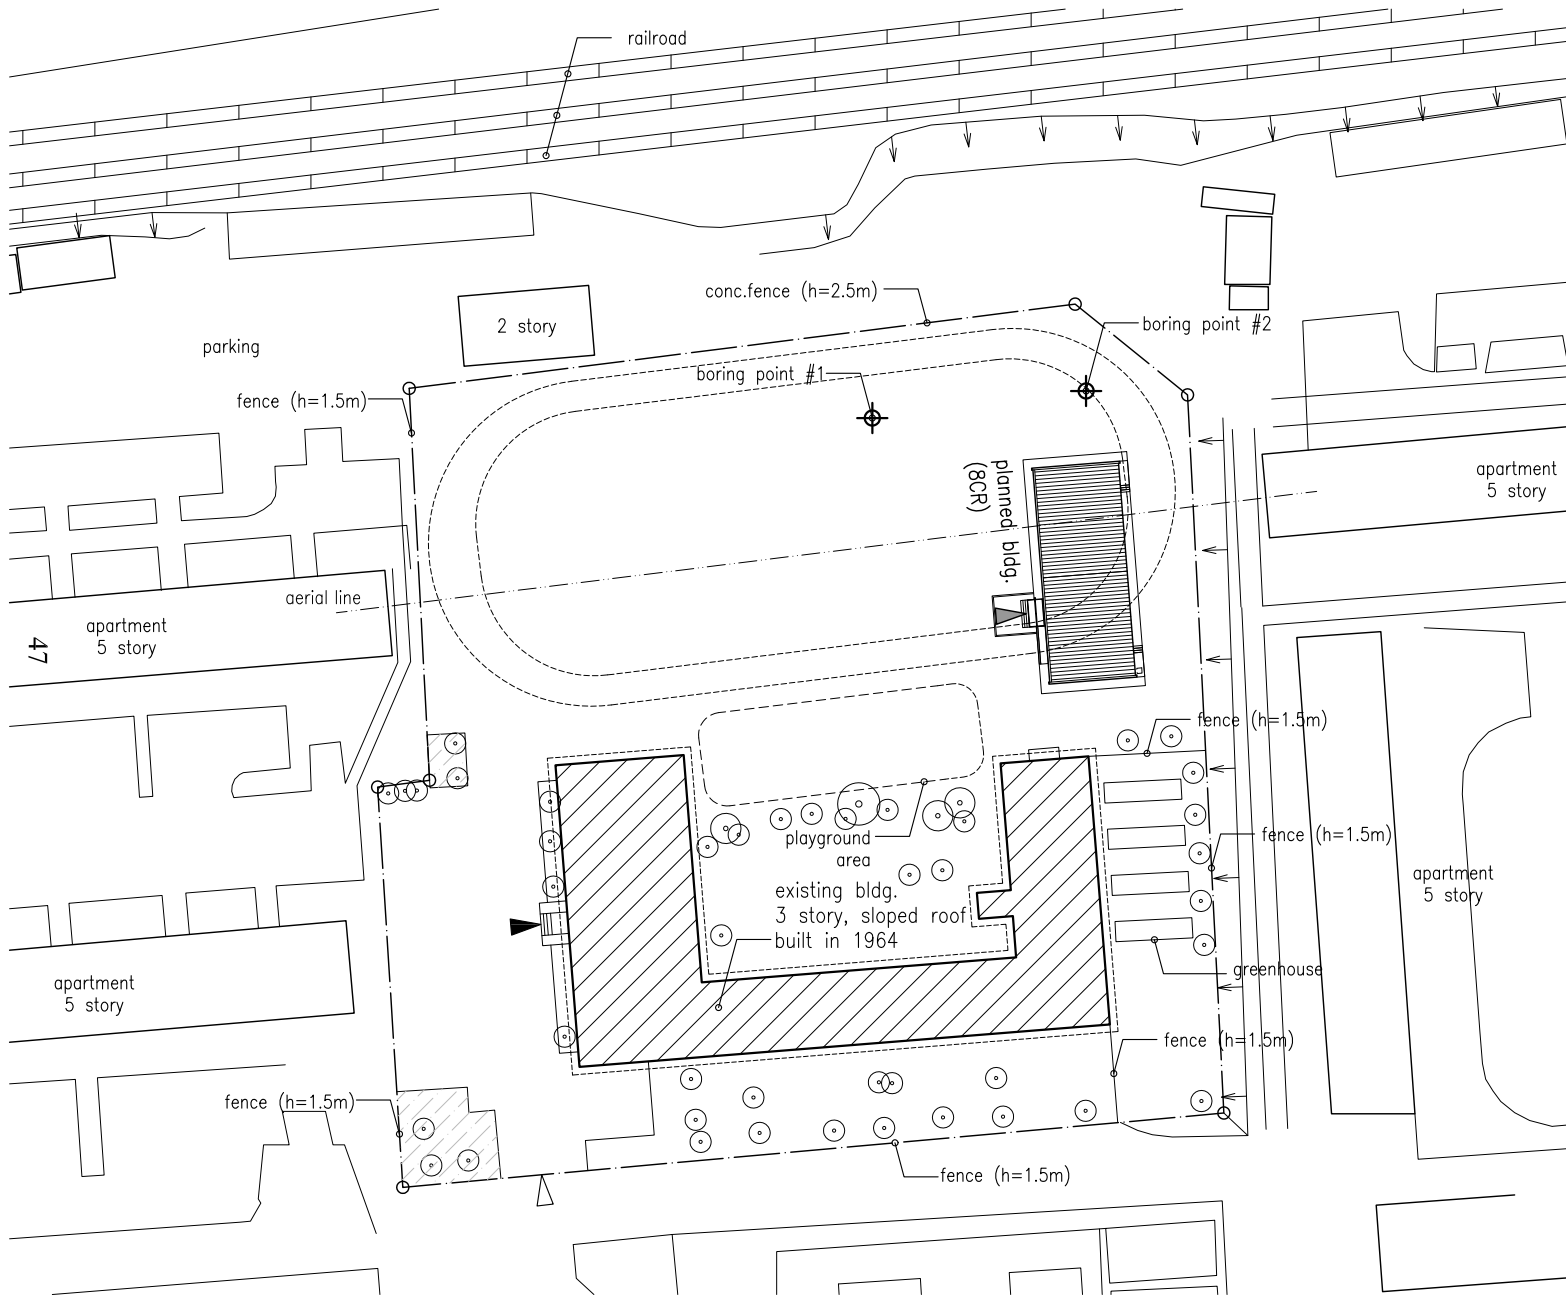 railroad
conc.fence (h=2.5m)
2 story
boring point #2
parking
boring point #1
fence (h=1.5m)
planned bldg.
(8CR)
apartment
5 story
aerial line
apartment
5 story
47
fence (h=1.5m)
fence (h=1.5m)
playground
area
existing bldg.
3 story, sloped roof
built in 1964
apartment
5 story
greenhouse
apartment
5 story
fence (h=1.5m)
fence (h=1.5m)
fence (h=1.5m)